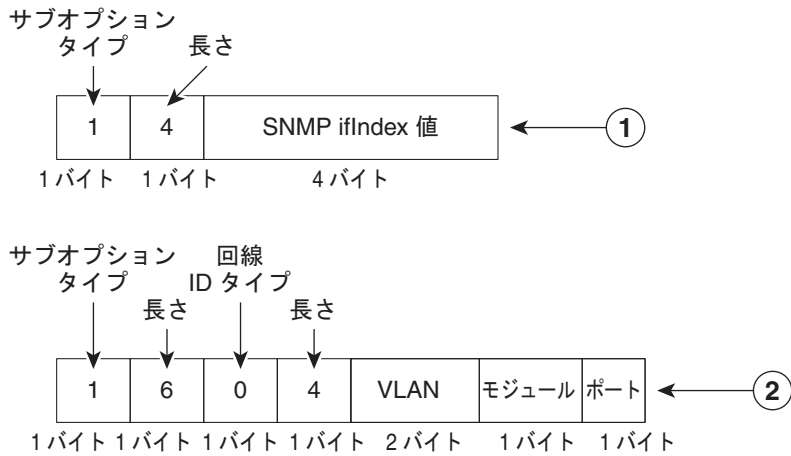 サブオプション
タイプ 長さ
1 4 SNMP ifIndex 値 1
1 バイト 1 バイト 4 バイト
サブオプション 回線
タイプ ID タイプ
長さ 長さ
1 6 0 4 VLAN モジュール ポート 2
1 バイト 1 バイト 1 バイト 1 バイト 2 バイト 1 バイト 1 バイト